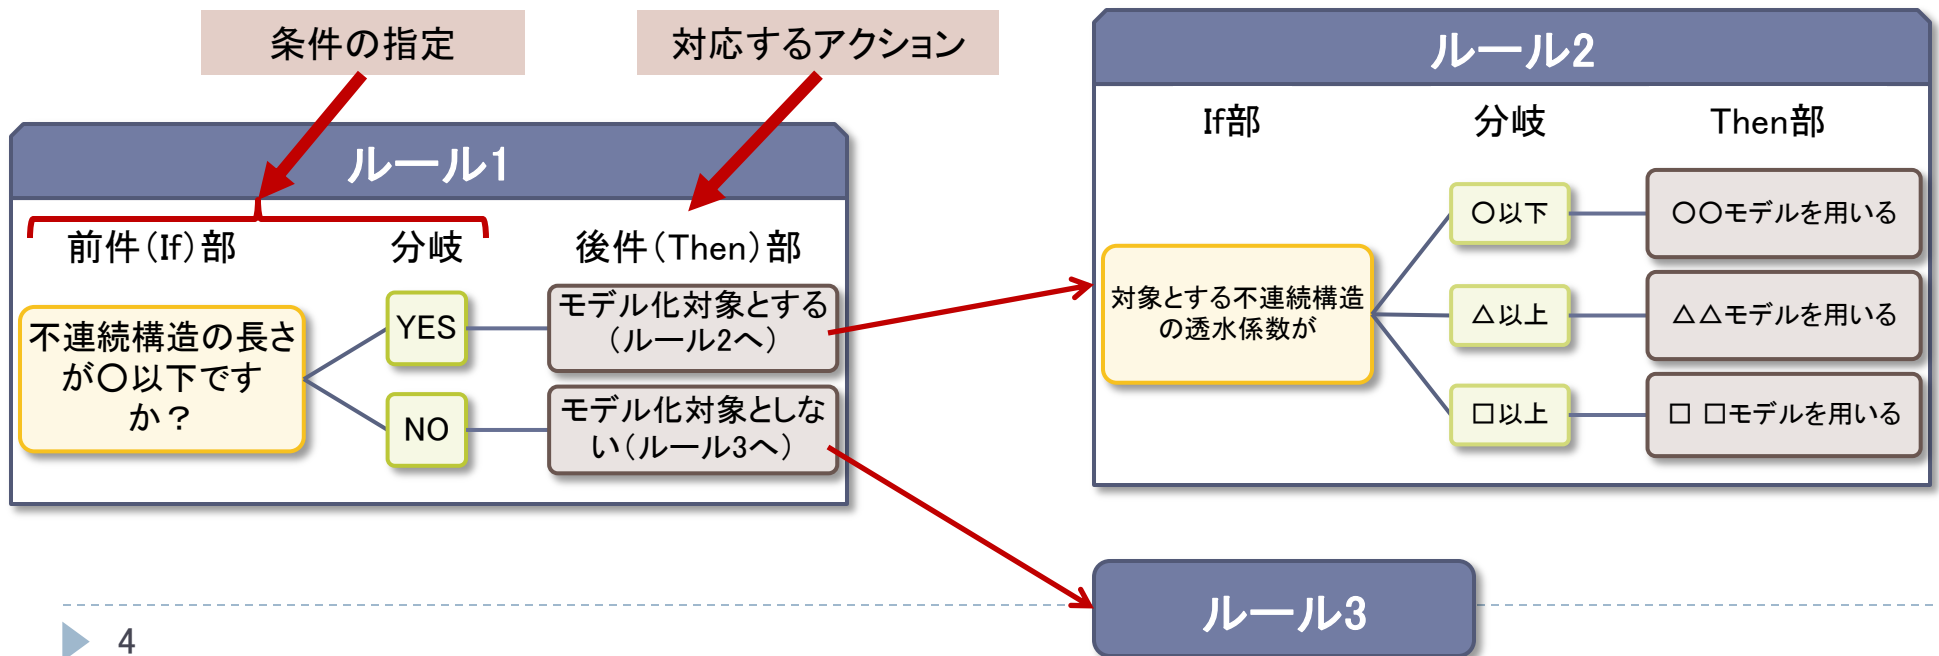 条件の指定
対応するアクション
ルール1
前件(If)部
分岐
後件(Then)部
不連続構造の長さ
が○以下です
か?
YES
モデル化対象とする
(ルール2へ)
NO
モデル化対象としな
い(ルール3へ)
ルール2
If部
分岐
Then部
対象とする不連続構造
の透水係数が
○以下
○○モデルを用いる
△以上
△△モデルを用いる
□以上
□ □モデルを用いる
ルール3
4